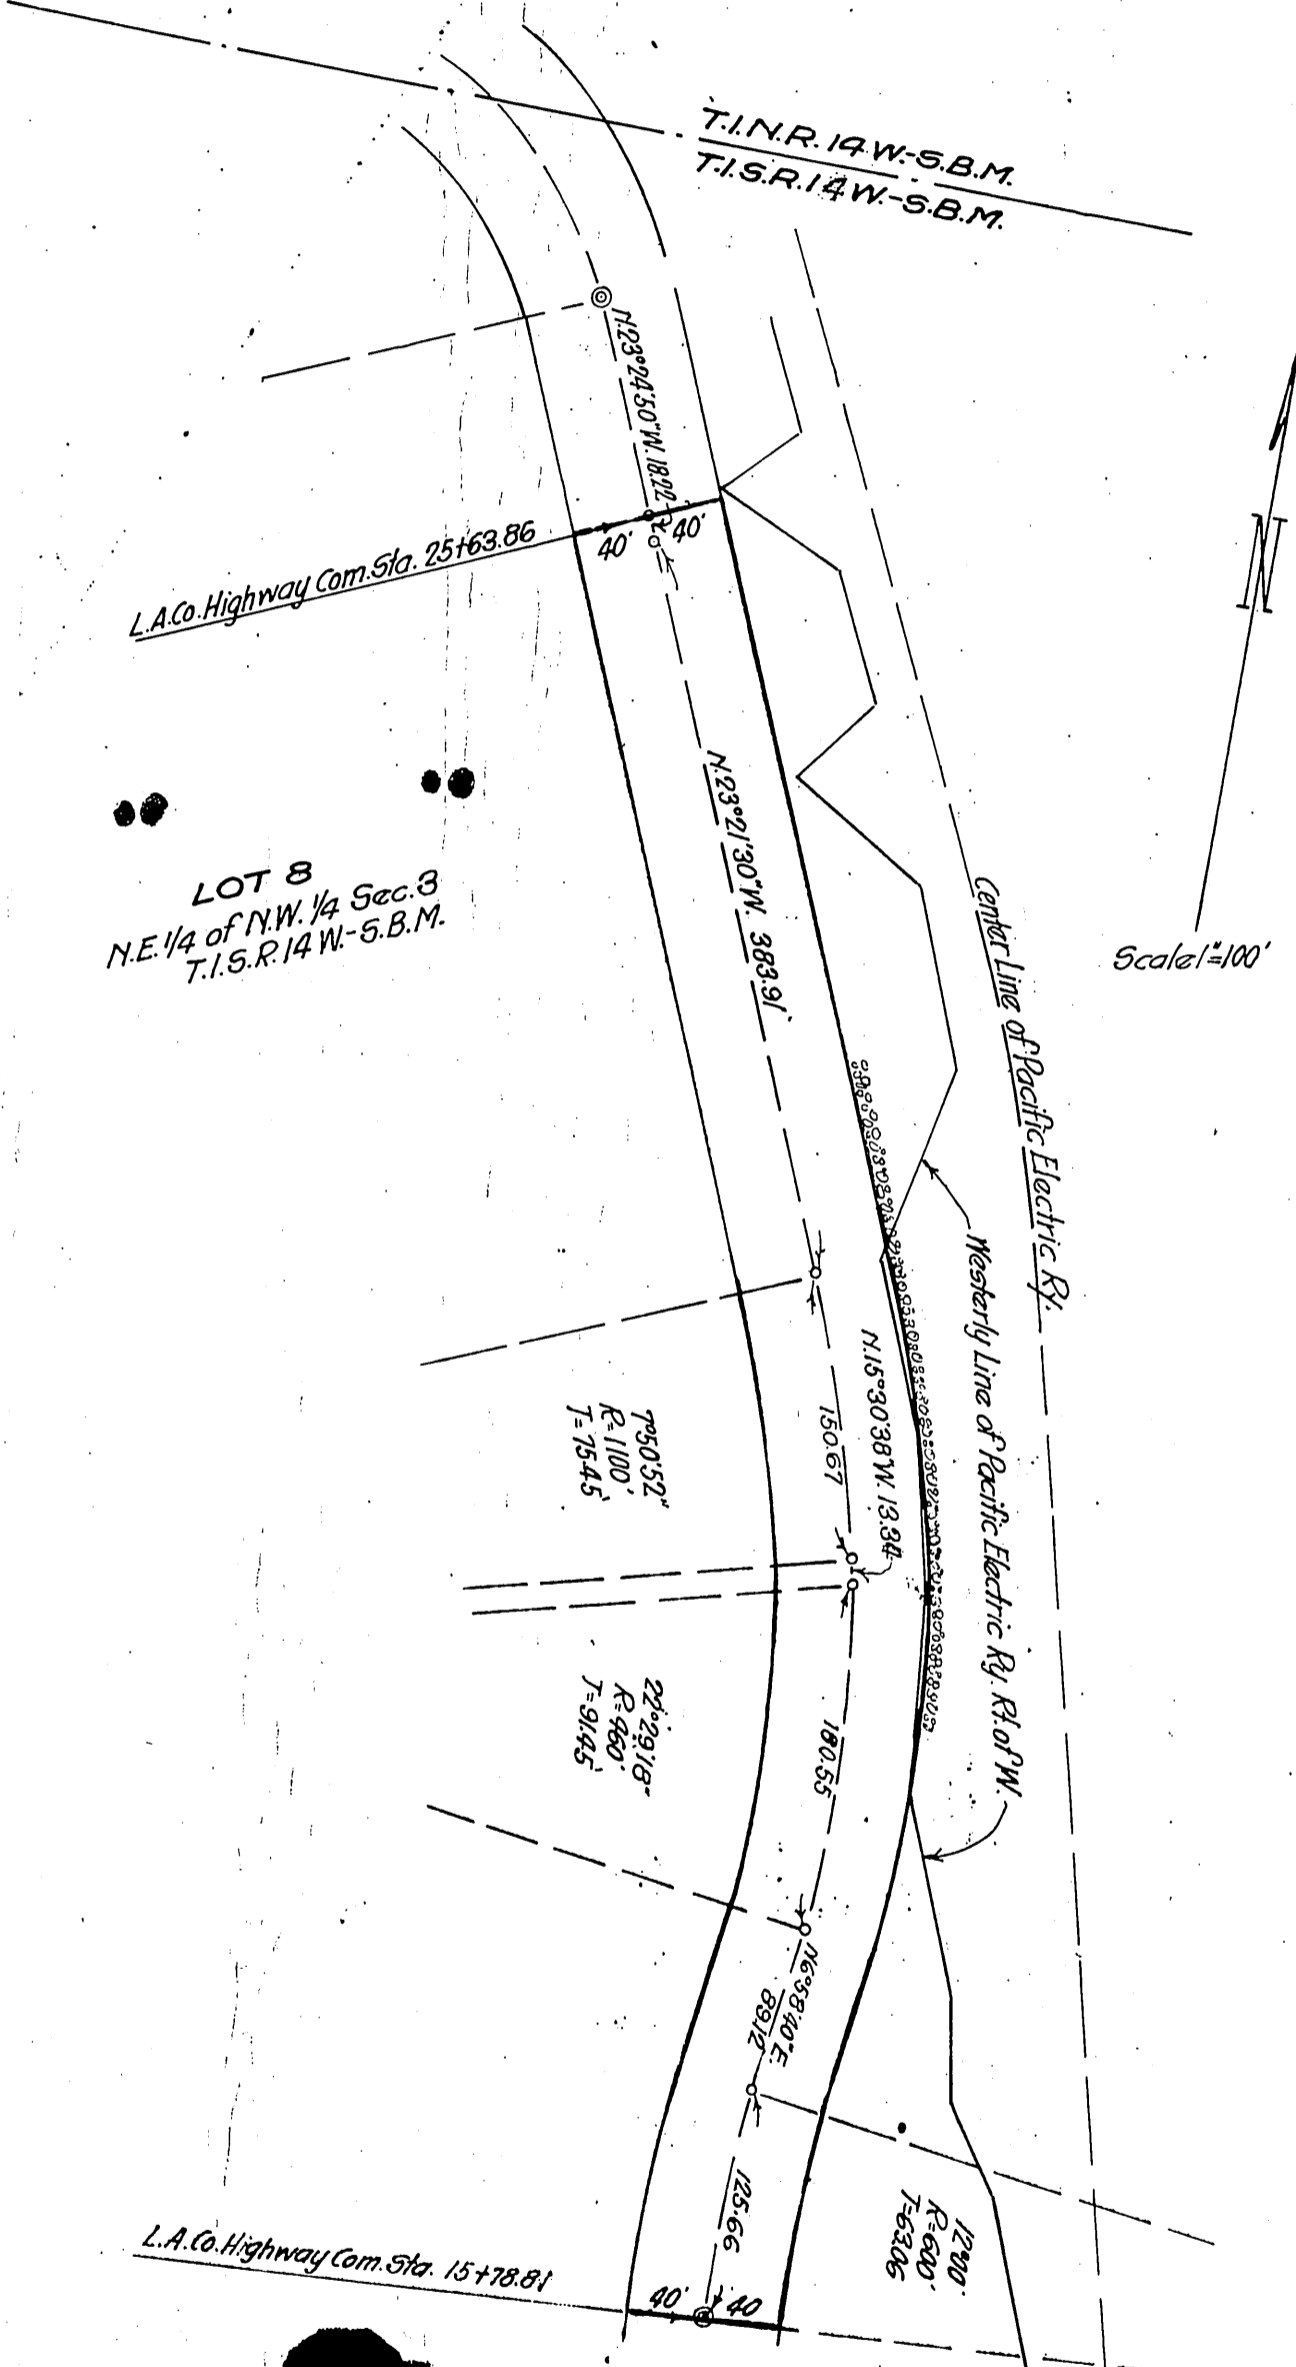 T.1.N.R.14 W.-S.B.M.
T.1.S.R.14 W.-S.B.M.
N.23°24'50"W. 18.22
L.A.Co.Highway Com.Sta. 25+63.86
40' 40'
N
Scale 1"=100'
N.23°21'30"W. 383.91'
LOT 8
N.E.1/4 of N.W.1/4 Sec.3
T.1.S.R.14 W.-S.B.M.
Center Line of Pacific Electric Ry.
Westerly Line of Pacific Electric Ry. Rt. of W.
N.15°30'38"W. 13.34
150.67
7°50'52"
R=1100'
T=75.45'
22°29'18"
R=460'
T=91.45'
180.55
N6°58'40"E.
89.12
125.66
12°00'
R=600'
T=63.06
L.A.Co.Highway Com.Sta. 15+78.81
40' 40